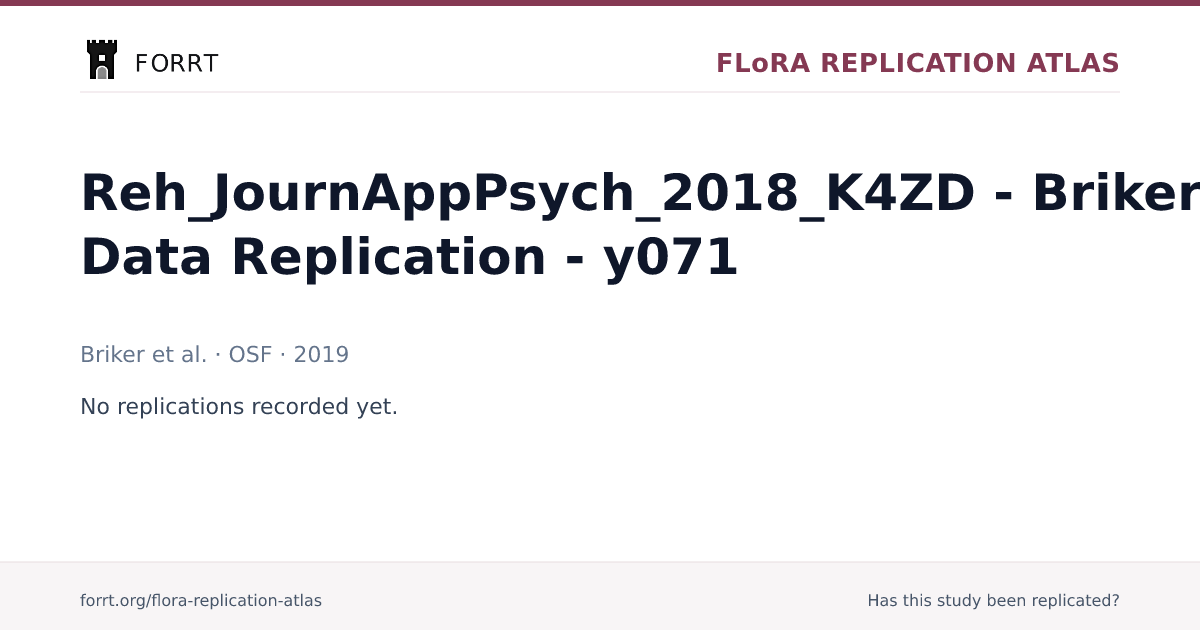 FORRT
FLoRA REPLICATION ATLAS
Reh_JournAppPsych_2018_K4ZD - Briker
Data Replication - y071
Briker et al. · OSF · 2019
No replications recorded yet.
forrt.org/flora-replication-atlas
Has this study been replicated?